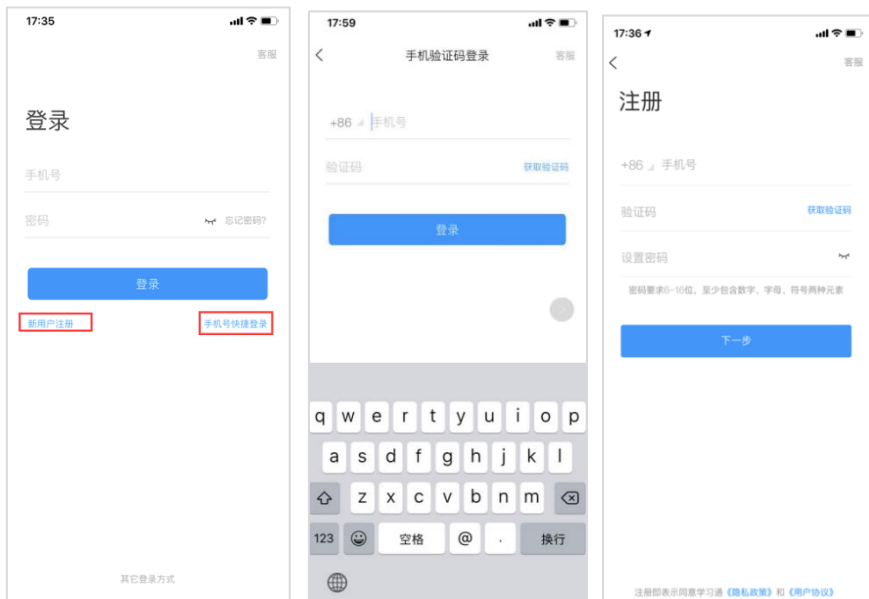 17:35
客服
登录
手机号
密码
忘记密码?
登录
新用户注册
手机号快捷登录
其它登录方式
17:59
手机验证码登录
客服
+86
手机号
验证码
获取验证码
登录
q w e r t y u i o p
a s d f g h j k l
z x c v b n m
123
空格
@
.
换行
17:36
客服
注册
+86
手机号
验证码
获取验证码
设置密码
密码要求6-16位，至少包含数字、字母、符号两种元素
下一步
注册即表示同意学习通《隐私政策》和《用户协议》